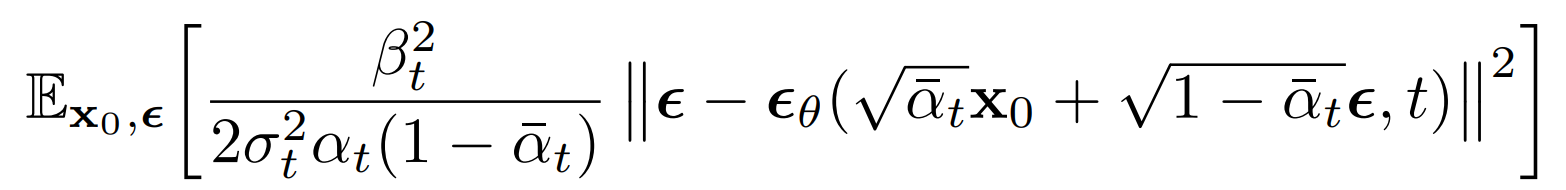 \mathbb{E}_{\mathbf{x}_0, \boldsymbol{\epsilon}} \left[ \frac{\beta_t^2}{2\sigma_t^2 \alpha_t (1 - \bar{\alpha}_t)} \left\| \boldsymbol{\epsilon} - \boldsymbol{\epsilon}_\theta(\sqrt{\bar{\alpha}_t} \mathbf{x}_0 + \sqrt{1 - \bar{\alpha}_t} \boldsymbol{\epsilon}, t) \right\|^2 \right]